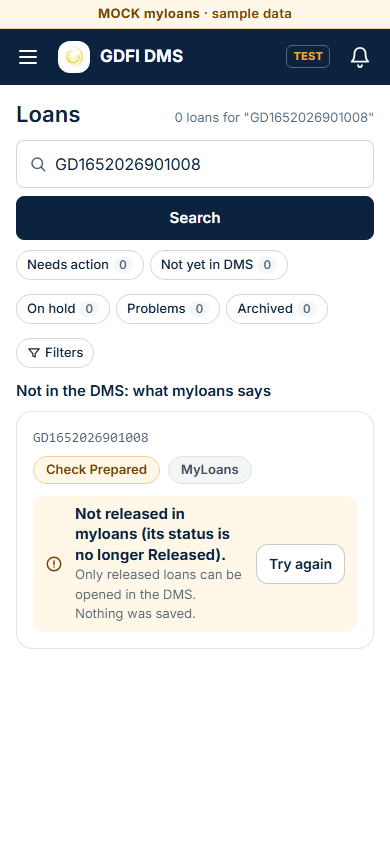 MOCK myloans · sample data
GDFI DMS
TEST
Loans
0 loans for "GD1652026901008"
GD1652026901008
Search
Needs action 0
Not yet in DMS 0
On hold 0
Problems 0
Archived 0
Filters
Not in the DMS: what myloans says
GD1652026901008
Check Prepared
MyLoans
Not released in
myloans (its status is
no longer Released).
Only released loans can be
opened in the DMS.
Nothing was saved.
Try again